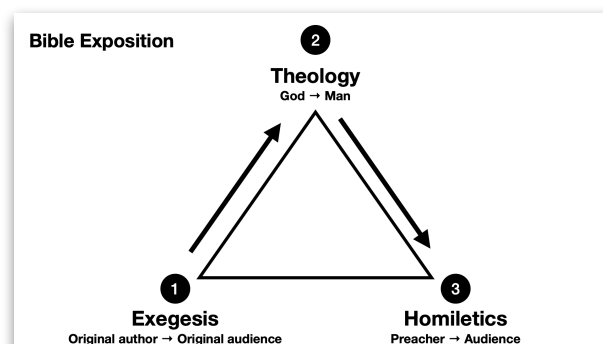 Bible Exposition
2
Theology
God → Man
1
Exegesis
Original author → Original audience
3
Homiletics
Preacher → Audience